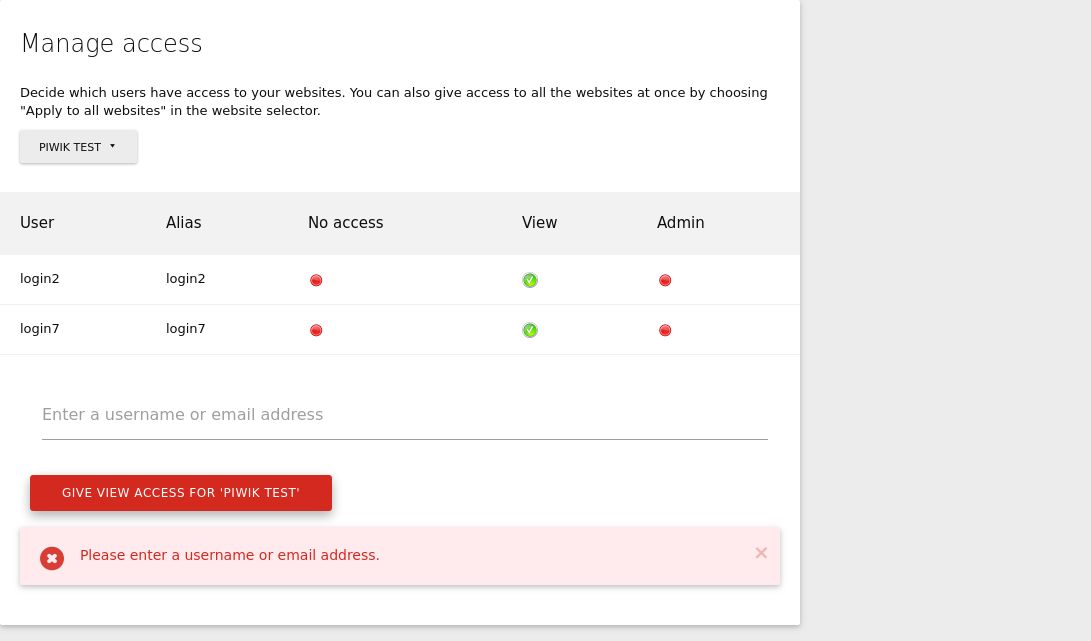 Manage access
Decide which users have access to your websites. You can also give access to all the websites at once by choosing
"Apply to all websites" in the website selector.
PIWIK TEST
User Alias No access View Admin
login2 login2
login7 login7
Enter a username or email address
GIVE VIEW ACCESS FOR 'PIWIK TEST'
Please enter a username or email address.